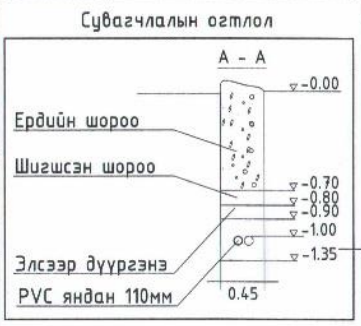 Сувагчлалын огтлол
А - А
-0.00
Ердийн шороо
Шигшсэн шороо
-0.70
-0.80
-0.90
-1.00
-1.35
Элсээр дүүргэнэ
PVC яндан 110мм
0.45